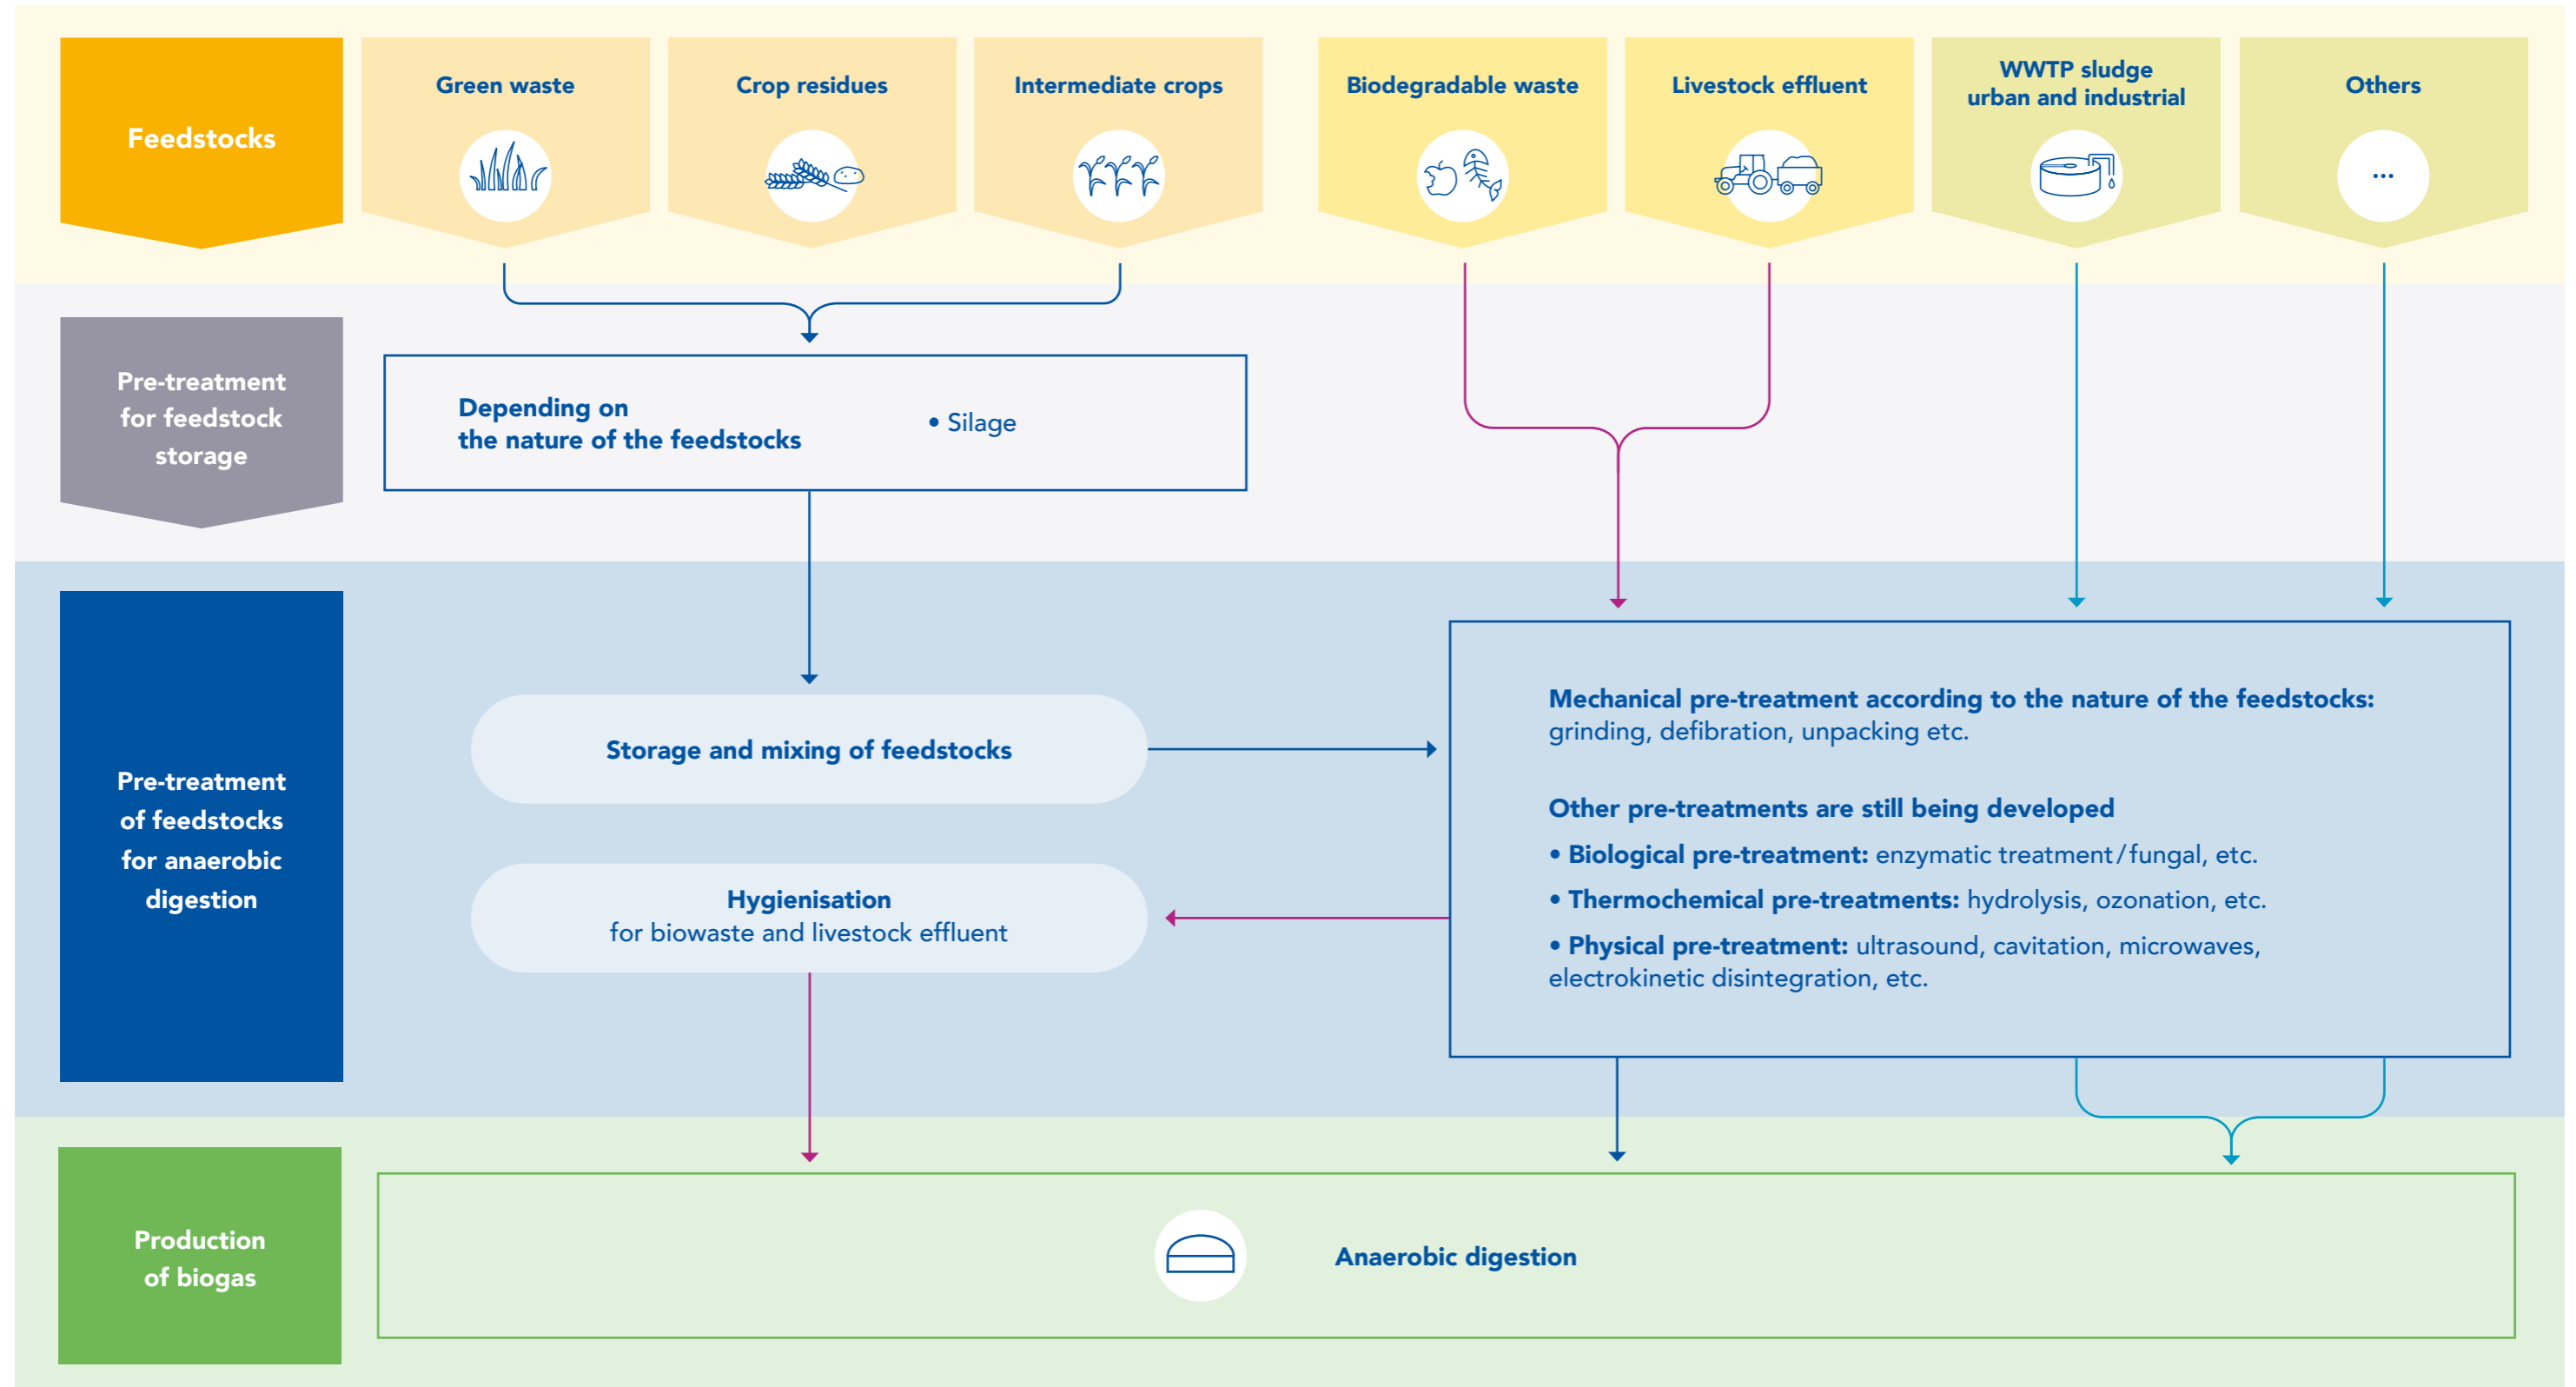 Feedstocks
Green waste
Crop residues
Intermediate crops
Biodegradable waste
Livestock effluent
WWTP sludge
urban and industrial
Others
...
Pre-treatment
for feedstock
storage
Depending on
the nature of the feedstocks
• Silage
Pre-treatment
of feedstocks
for anaerobic
digestion
Storage and mixing of feedstocks
Hygienisation
for biowaste and livestock effluent
Mechanical pre-treatment according to the nature of the feedstocks:
grinding, defibration, unpacking etc.
Other pre-treatments are still being developed
• Biological pre-treatment: enzymatic treatment/fungal, etc.
• Thermochemical pre-treatments: hydrolysis, ozonation, etc.
• Physical pre-treatment: ultrasound, cavitation, microwaves,
electrokinetic disintegration, etc.
Production
of biogas
Anaerobic digestion